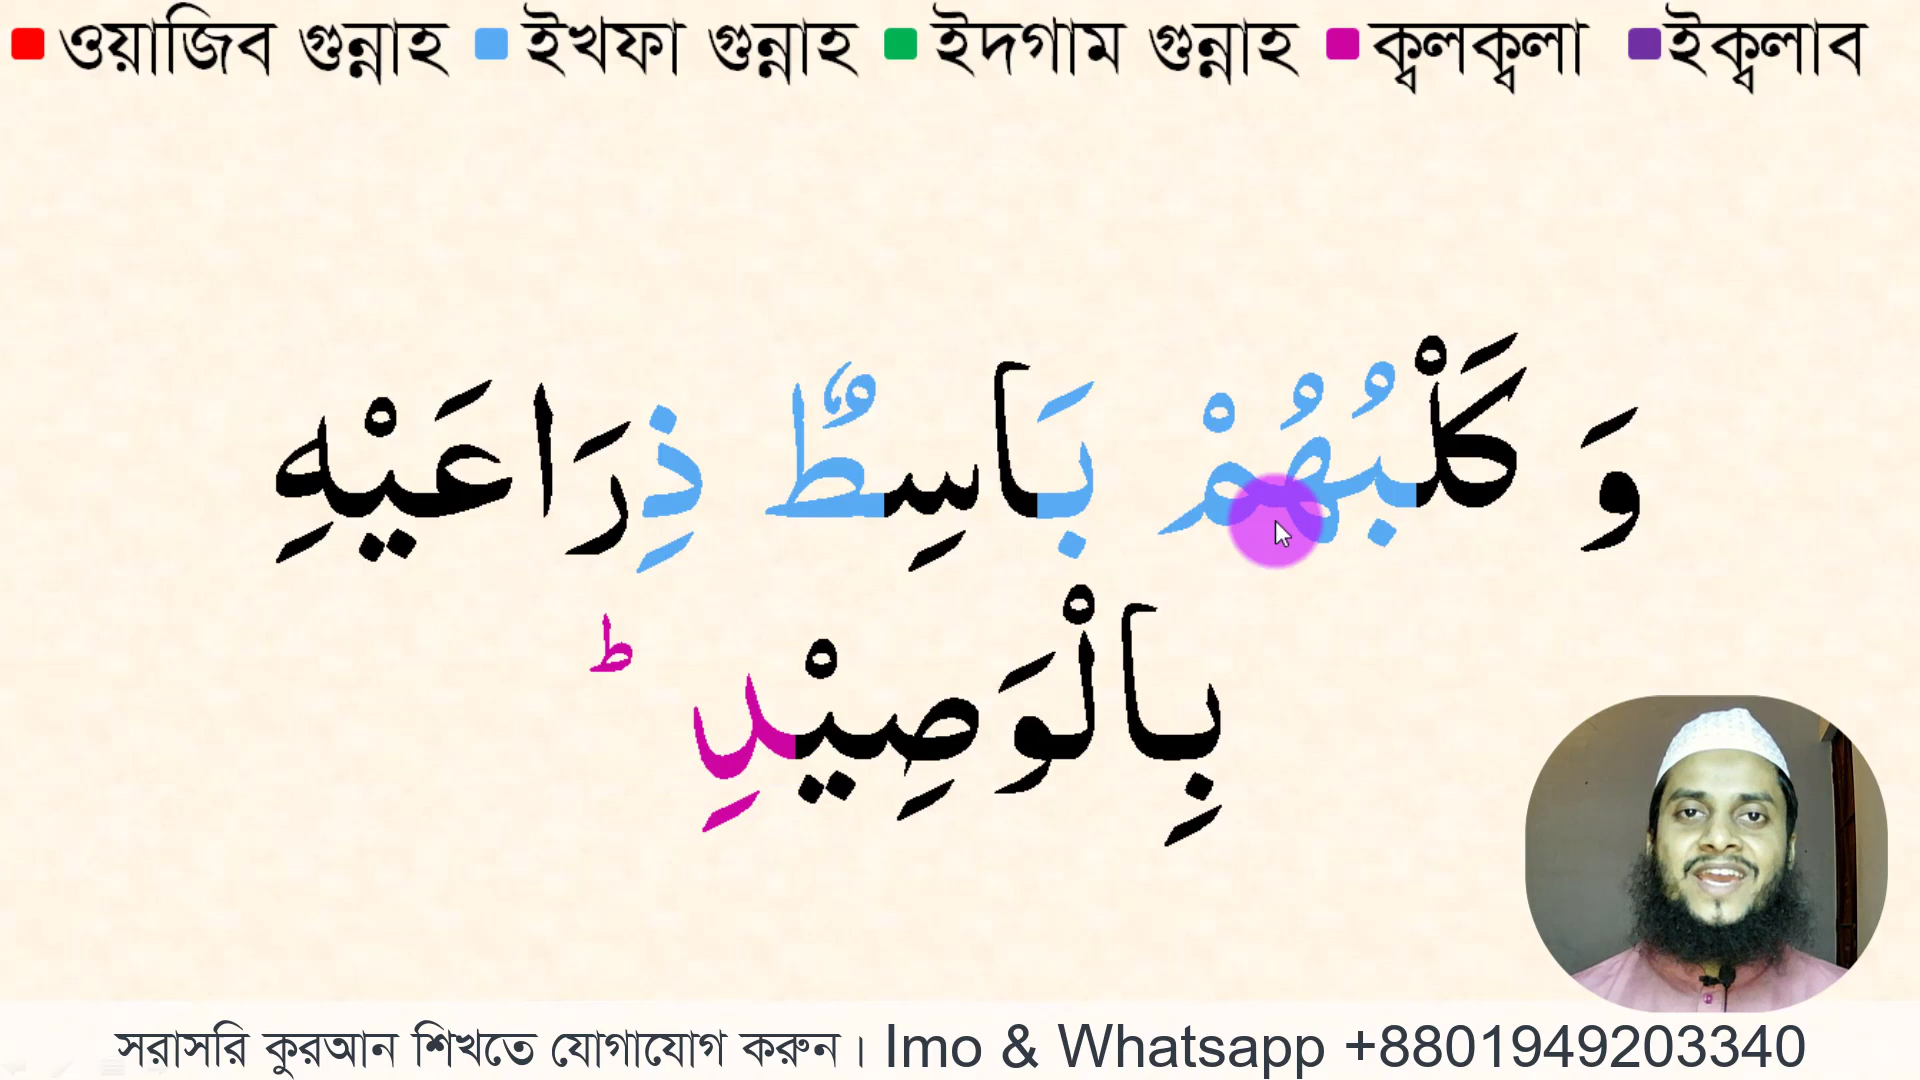 ওয়াজিব গুন্নাহ ইখফা গুন্নাহ ইদগাম গুন্নাহ ক্বলক্বলা ইক্বলাব
وَ كَلْبُهُمْ بَاسِطٌ ذِرَاعَيْهِ
بِالْوَصِيْدِ ؕ
সরাসরি কুরআন শিখতে যোগাযোগ করুন। Imo & Whatsapp +8801949203340